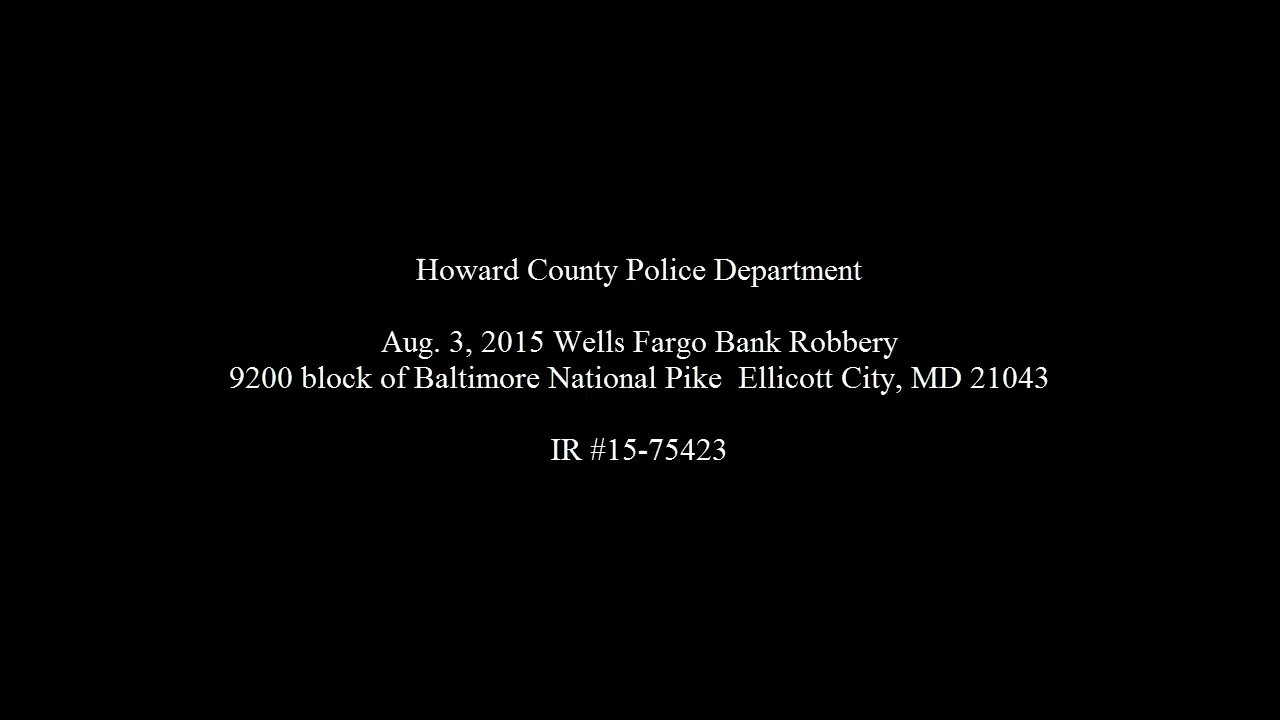 Howard County Police Department
Aug. 3, 2015 Wells Fargo Bank Robbery
9200 block of Baltimore National Pike  Ellicott City, MD 21043
IR #15-75423